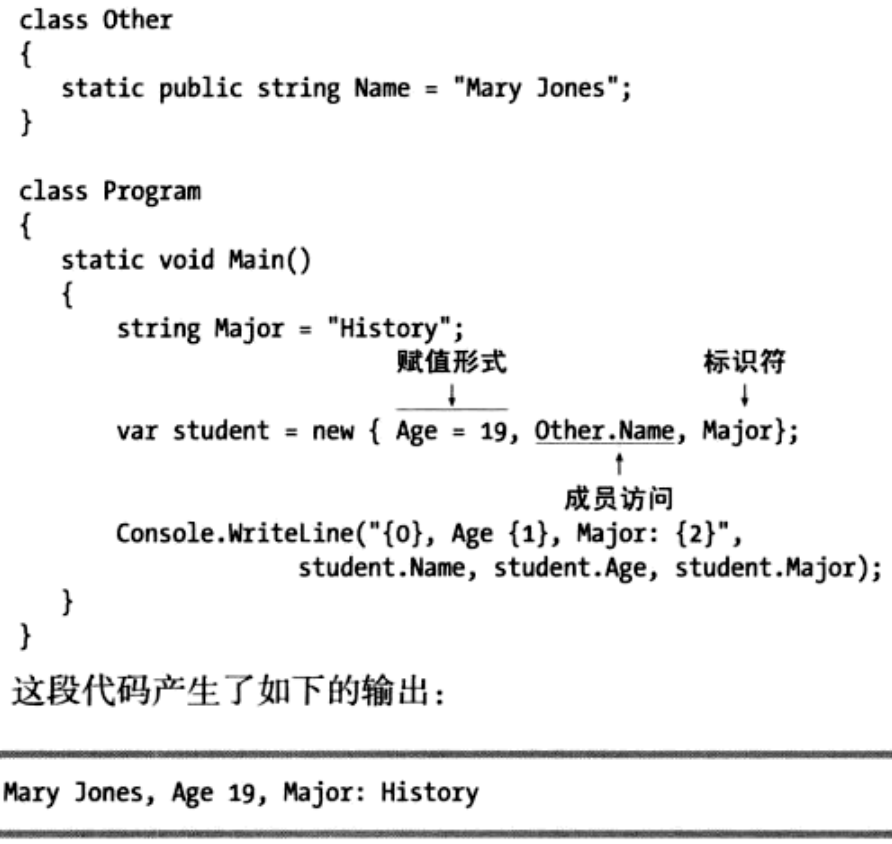 class Other
{
static public string Name = "Mary Jones";
}
class Program
{
static void Main()
{
string Major = "History";
赋值形式 标识符
↓ ↓
var student = new { Age = 19, Other.Name, Major};
↑
成员访问
Console.WriteLine("{0}, Age {1}, Major: {2}",
student.Name, student.Age, student.Major);
}
}
这段代码产生了如下的输出：
Mary Jones, Age 19, Major: History